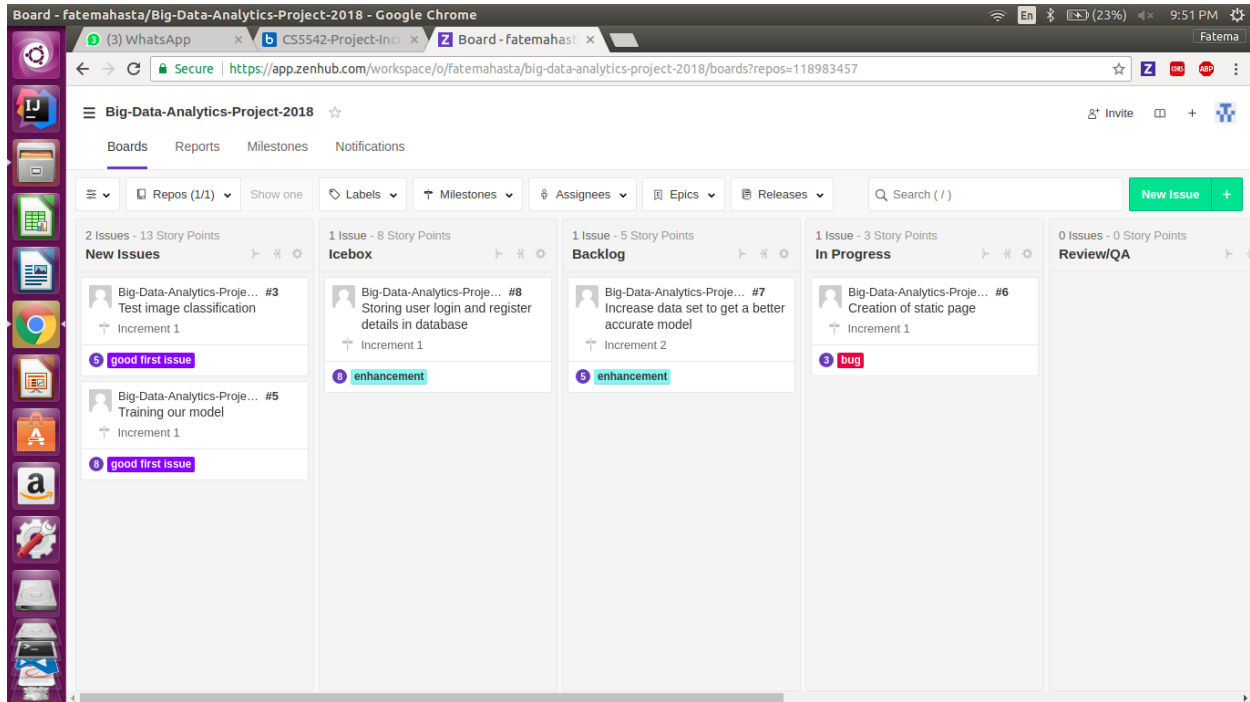 Board - fatemahasta/Big-Data-Analytics-Project-2018 - Google Chrome
En
(23%)
9:51 PM
(3) WhatsApp
CS5542-Project-Incr
Board - fatemahast
Fatema
Secure
https://app.zenhub.com/workspace/o/fatemahasta/big-data-analytics-project-2018/boards?repos=118983457
Z
CORS
ABP
Big-Data-Analytics-Project-2018
Invite
Boards
Reports
Milestones
Notifications
Repos (1/1)
Show one
Labels
Milestones
Assignees
Epics
Releases
Search ( / )
New Issue
+
2 Issues - 13 Story Points
New Issues
Big-Data-Analytics-Proje… #3
Test image classification
Increment 1
5 good first issue
Big-Data-Analytics-Proje… #5
Training our model
Increment 1
8 good first issue
1 Issue - 8 Story Points
Icebox
Big-Data-Analytics-Proje… #8
Storing user login and register
details in database
Increment 1
8 enhancement
1 Issue - 5 Story Points
Backlog
Big-Data-Analytics-Proje… #7
Increase data set to get a better
accurate model
Increment 2
5 enhancement
1 Issue - 3 Story Points
In Progress
Big-Data-Analytics-Proje… #6
Creation of static page
Increment 1
3 bug
0 Issues - 0 Story Points
Review/QA